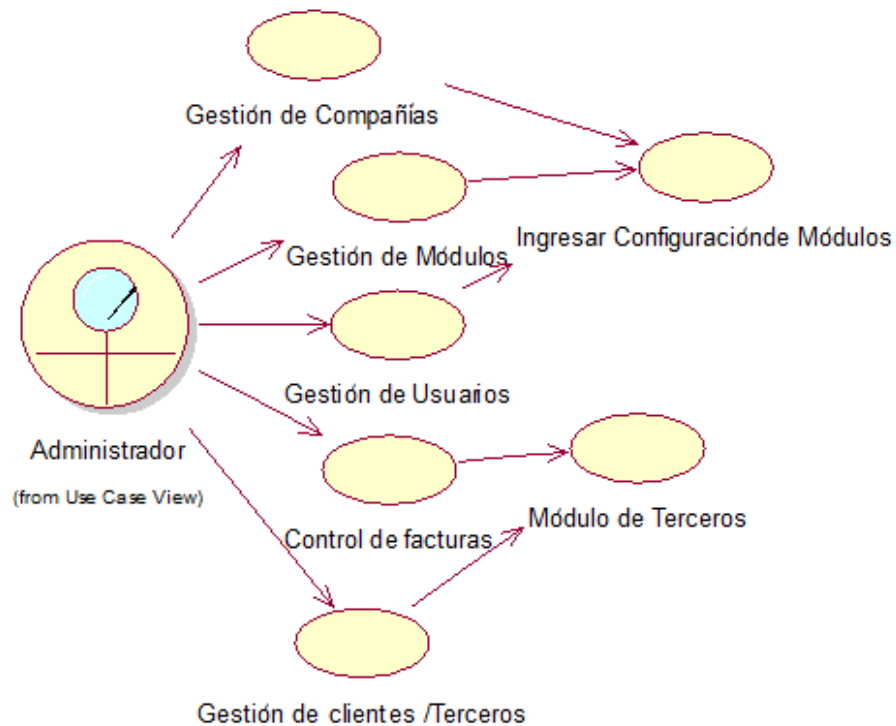 Gestión de Compañías
Gestión de Módulos
Ingresar Configuraciónde Módulos
Gestión de Usuarios
Administrador
(from Use Case View)
Control de facturas
Módulo de Terceros
Gestión de clientes /Terceros